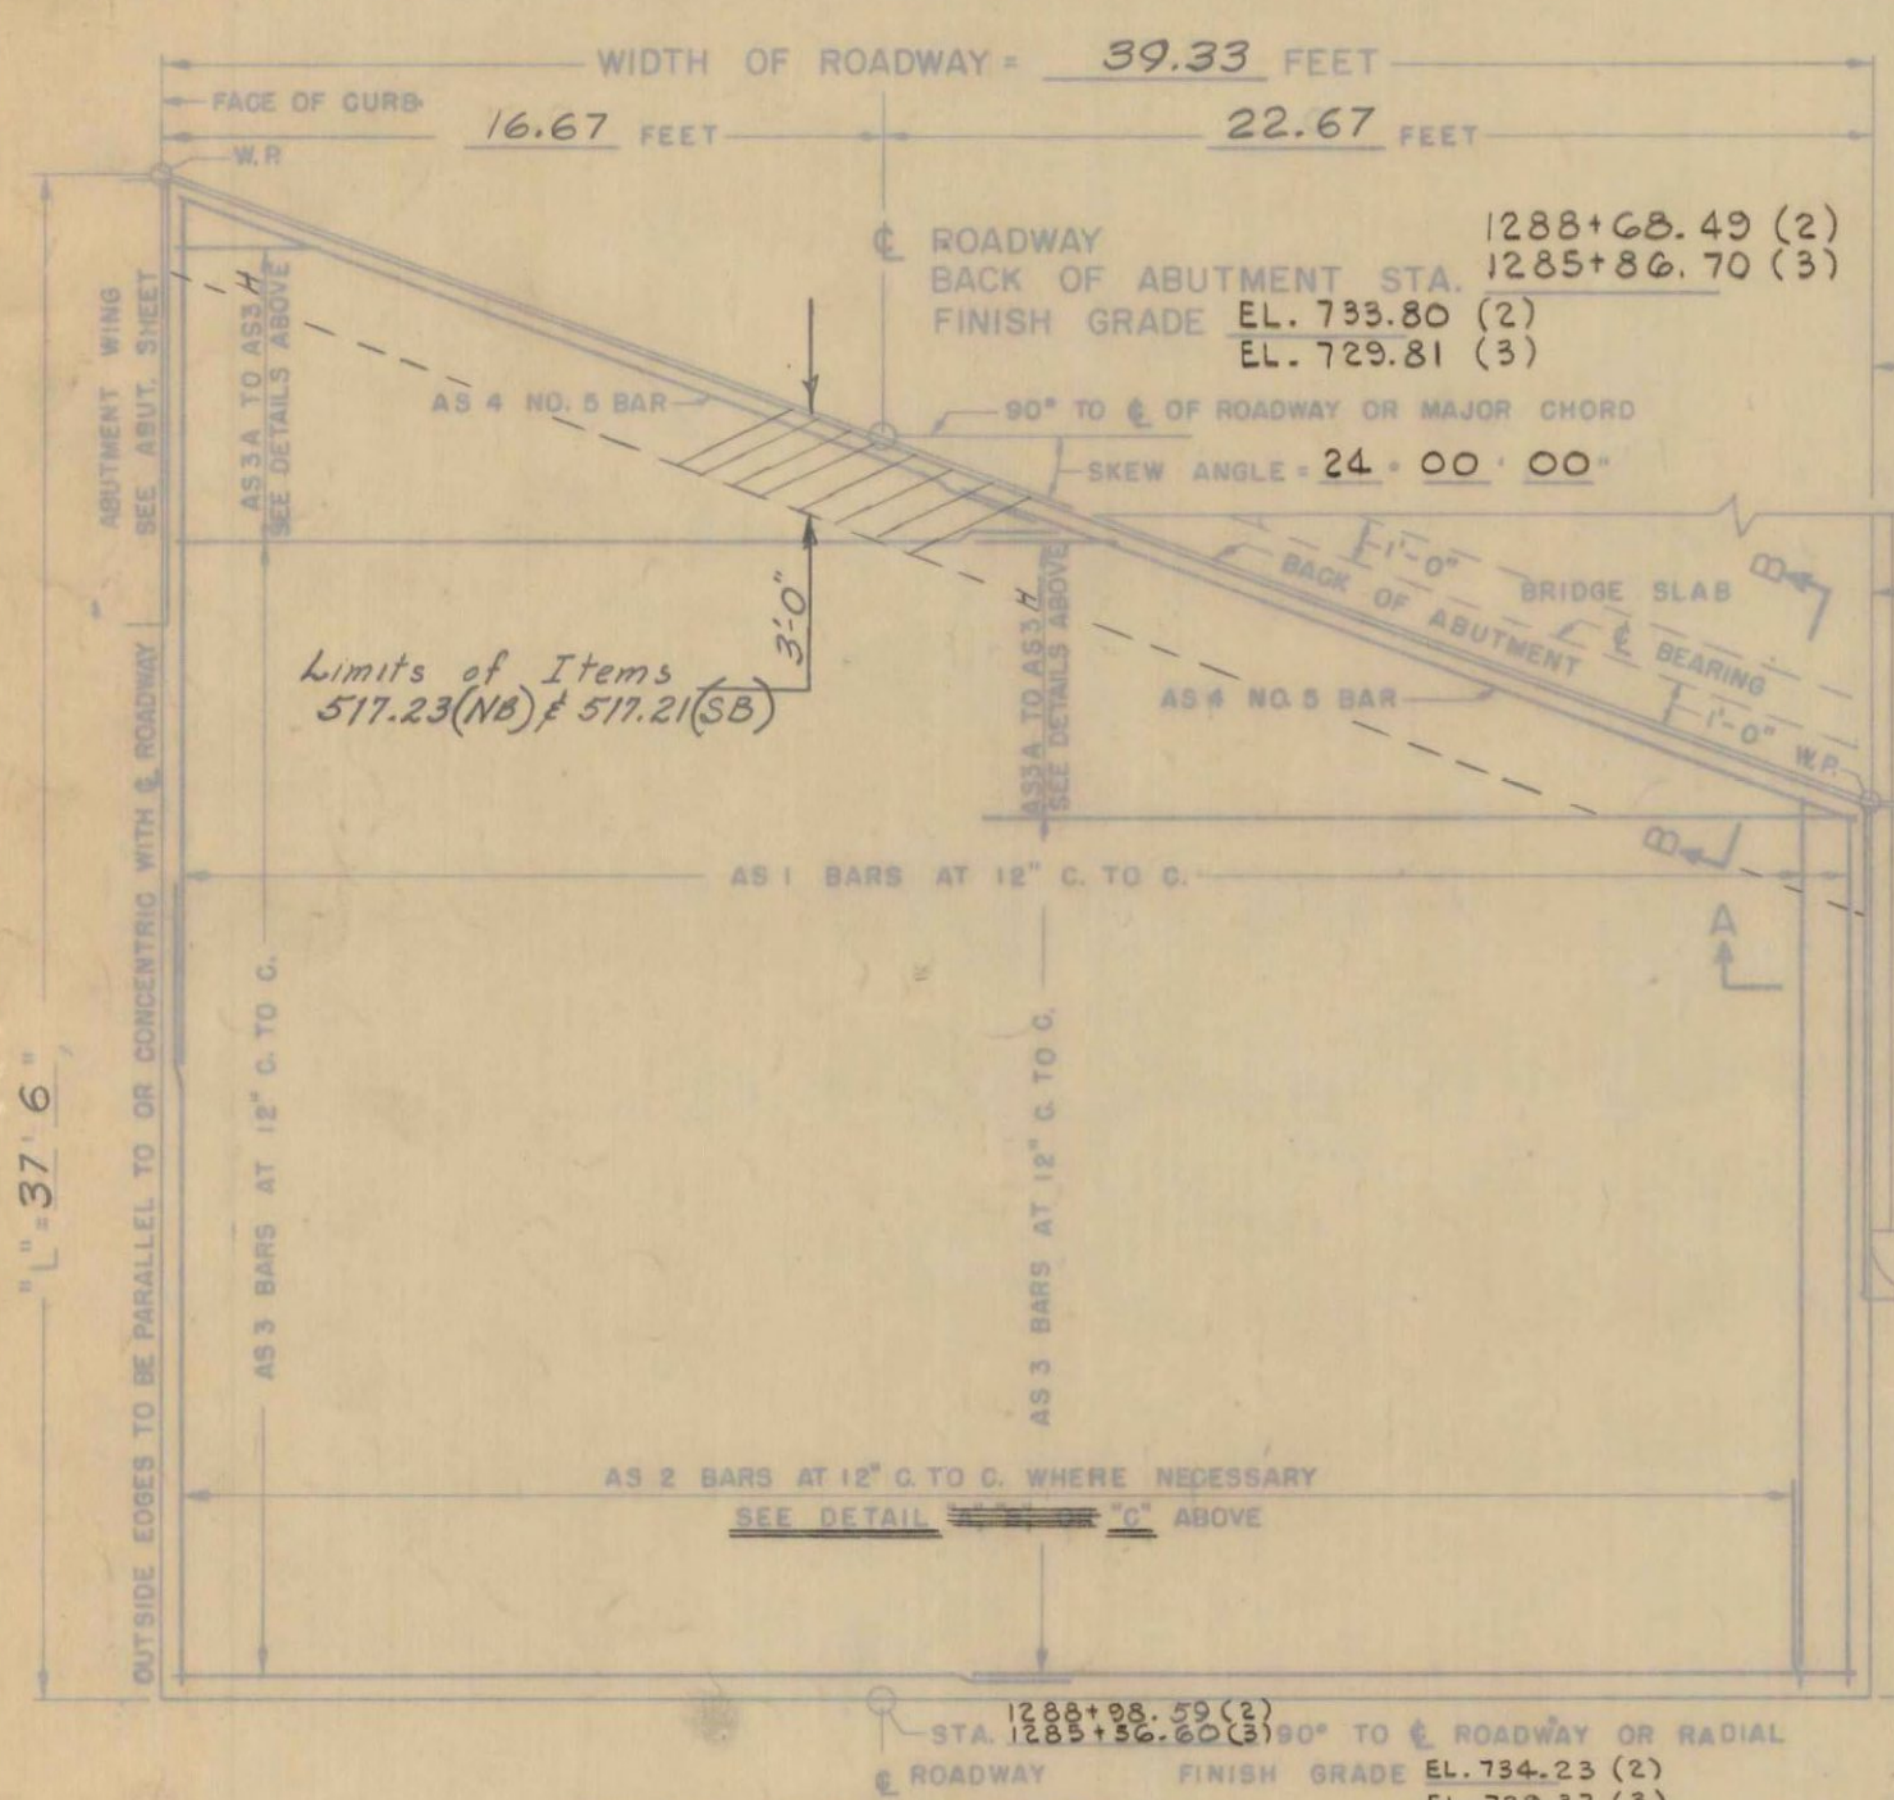 WIDTH OF ROADWAY = 39.33 FEET
FACE OF CURB
16.67 FEET
22.67 FEET
W.P.
℄ ROADWAY
BACK OF ABUTMENT STA. 1288+68.49 (2)
1285+86.70 (3)
FINISH GRADE EL. 733.80 (2)
EL. 729.81 (3)
ABUTMENT WING
SEE ABUT. SHEET
AS3A TO AS3H
SEE DETAILS ABOVE
AS 4 NO. 5 BAR
90° TO ℄ OF ROADWAY OR MAJOR CHORD
SKEW ANGLE = 24° 00' 00"
1'-0"
BACK OF ABUTMENT
BRIDGE SLAB
B
℄ BEARING
3'-0"
Limits of Items
517.23(NB) & 517.21(SB)
AS3A TO AS3H
SEE DETAILS ABOVE
AS 4 NO. 5 BAR
1'-0"
W.P.
B
AS 1 BARS AT 12" C. TO C.
A
"L" = 37' 6"
OUTSIDE EDGES TO BE PARALLEL TO OR CONCENTRIC WITH ℄ ROADWAY
AS 3 BARS AT 12" C. TO C.
AS 3 BARS AT 12" C. TO C.
AS 2 BARS AT 12" C. TO C. WHERE NECESSARY
SEE DETAIL "A", "B" OR "C" ABOVE
1288+98.59 (2)
STA. 1285+56.60 (3) 90° TO ℄ ROADWAY OR RADIAL
℄ ROADWAY FINISH GRADE EL. 734.23 (2)